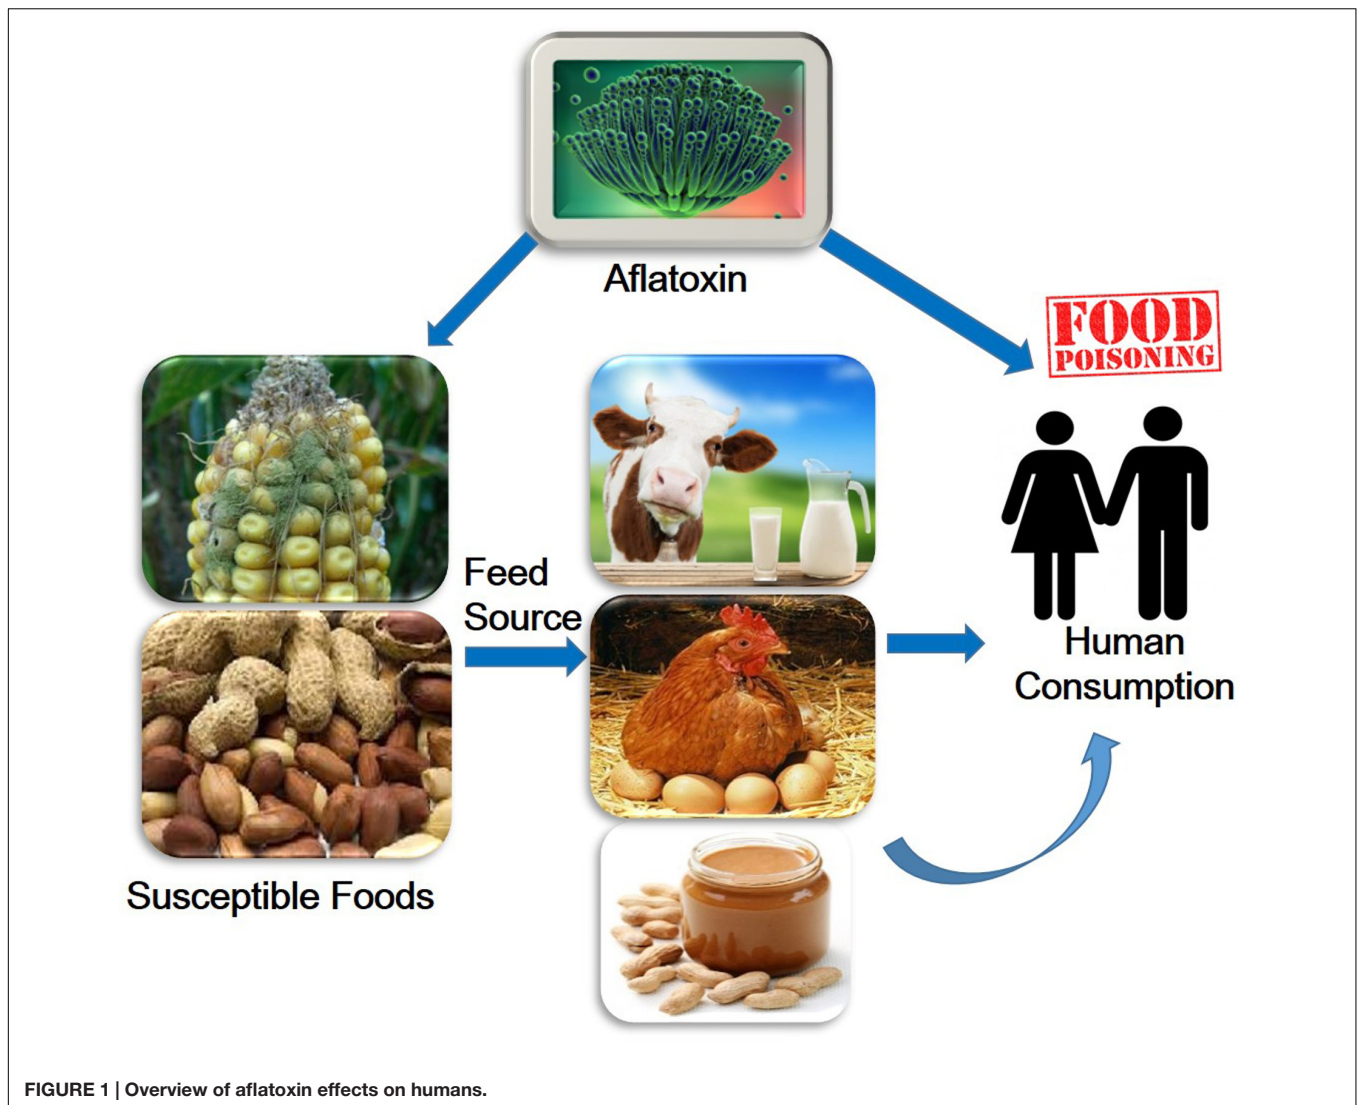 Aflatoxin
FOOD
POISONING
Feed
Source
Human
Consumption
Susceptible Foods
FIGURE 1 | Overview of aflatoxin effects on humans.